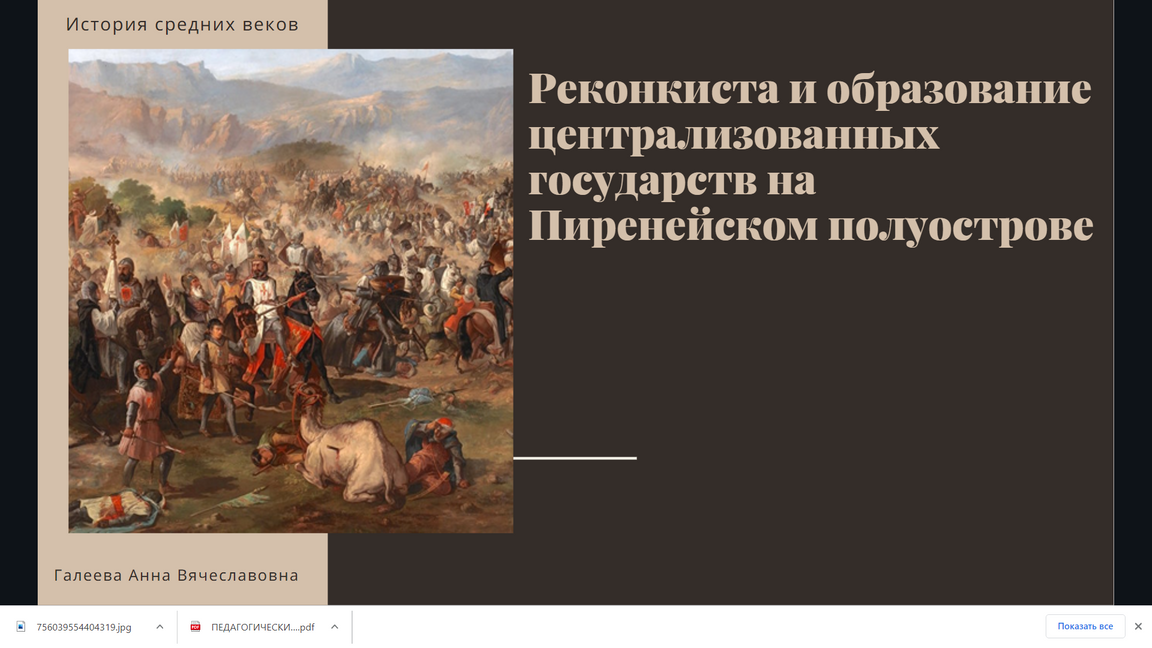 История средних веков
Реконкиста и образование
централизованных
государств на
Пиренейском полуострове
Галеева Анна Вячеславовна
756039554404319.jpg
ПЕДАГОГИЧЕСКИ....pdf
Показать все